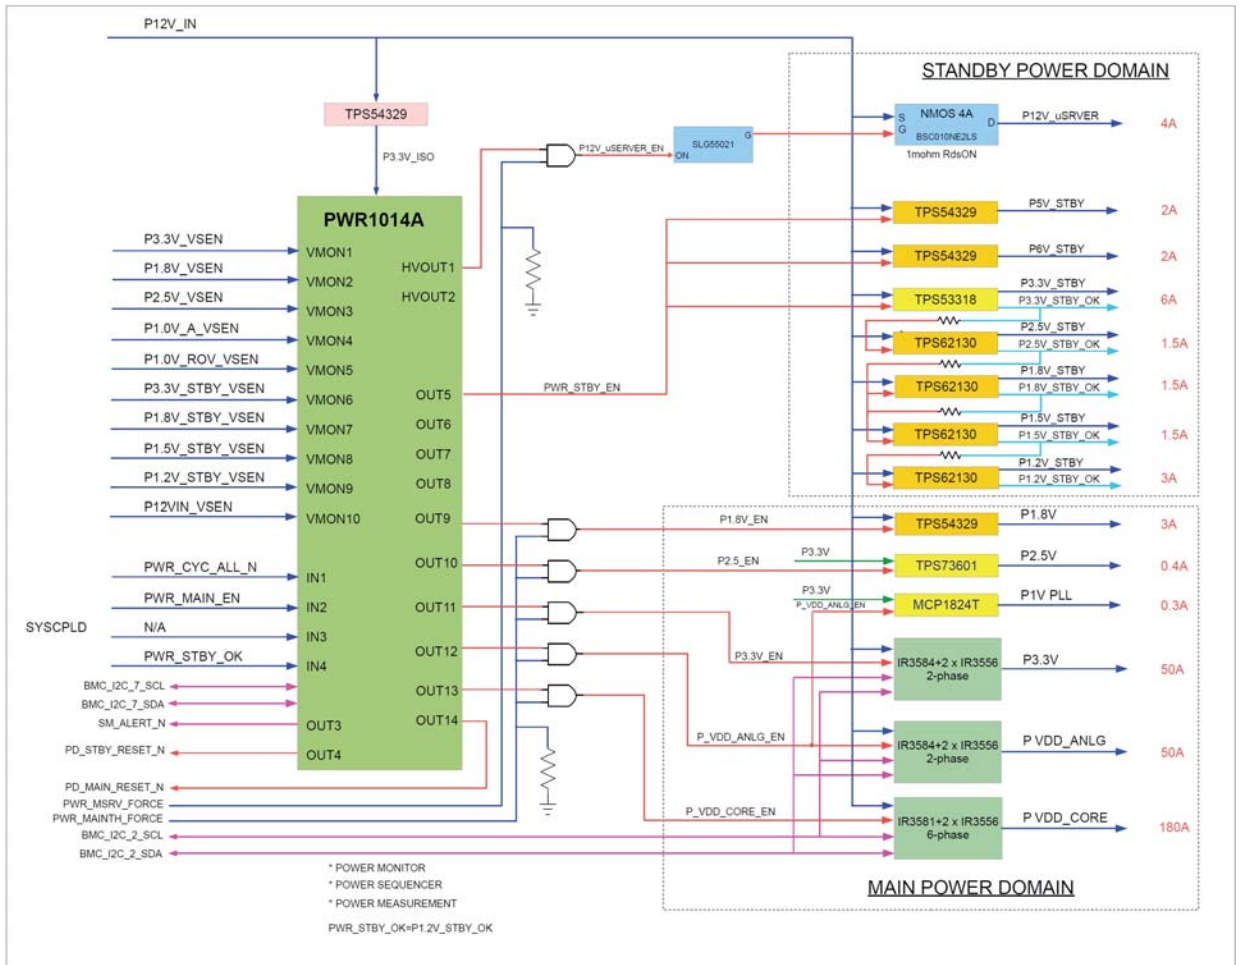 P12V_IN
STANDBY POWER DOMAIN
TPS54329
P3.3V_ISO
NMOS 4A
S
G
D
BSC010NE2LS
1mohm RdsON
P12V_uSRVER
4A
P12V_uSERVER_EN
SLG55021
G
ON
PWR1014A
P3.3V_VSEN
VMON1
P1.8V_VSEN
VMON2
P2.5V_VSEN
VMON3
P1.0V_A_VSEN
VMON4
P1.0V_ROV_VSEN
VMON5
P3.3V_STBY_VSEN
VMON6
P1.8V_STBY_VSEN
VMON7
P1.5V_STBY_VSEN
VMON8
P1.2V_STBY_VSEN
VMON9
P12VIN_VSEN
VMON10
PWR_CYC_ALL_N
IN1
PWR_MAIN_EN
IN2
SYSCPLD
N/A
IN3
PWR_STBY_OK
IN4
BMC_I2C_7_SCL
BMC_I2C_7_SDA
SM_ALERT_N
OUT3
PD_STBY_RESET_N
OUT4
PD_MAIN_RESET_N
PWR_MSRV_FORCE
PWR_MAINTH_FORCE
BMC_I2C_2_SCL
BMC_I2C_2_SDA
HVOUT1
HVOUT2
OUT5
OUT6
OUT7
OUT8
OUT9
OUT10
OUT11
OUT12
OUT13
OUT14
PWR_STBY_EN
TPS54329
P5V_STBY
2A
TPS54329
P6V_STBY
2A
TPS53318
P3.3V_STBY
P3.3V_STBY_OK
6A
TPS62130
P2.5V_STBY
P2.5V_STBY_OK
1.5A
TPS62130
P1.8V_STBY
P1.8V_STBY_OK
1.5A
TPS62130
P1.5V_STBY
P1.5V_STBY_OK
1.5A
TPS62130
P1.2V_STBY
P1.2V_STBY_OK
3A
P1.8V_EN
TPS54329
P1.8V
3A
P2.5_EN
P3.3V
TPS73601
P2.5V
0.4A
P3.3V
P_VDD_ANLG_EN
MCP1824T
P1V PLL
0.3A
P3.3V_EN
IR3584+2 x IR3556
2-phase
P3.3V
50A
P_VDD_ANLG_EN
IR3584+2 x IR3556
2-phase
P VDD_ANLG
50A
P_VDD_CORE_EN
IR3581+2 x IR3556
6-phase
P VDD_CORE
180A
MAIN POWER DOMAIN
* POWER MONITOR
* POWER SEQUENCER
* POWER MEASUREMENT
PWR_STBY_OK=P1.2V_STBY_OK